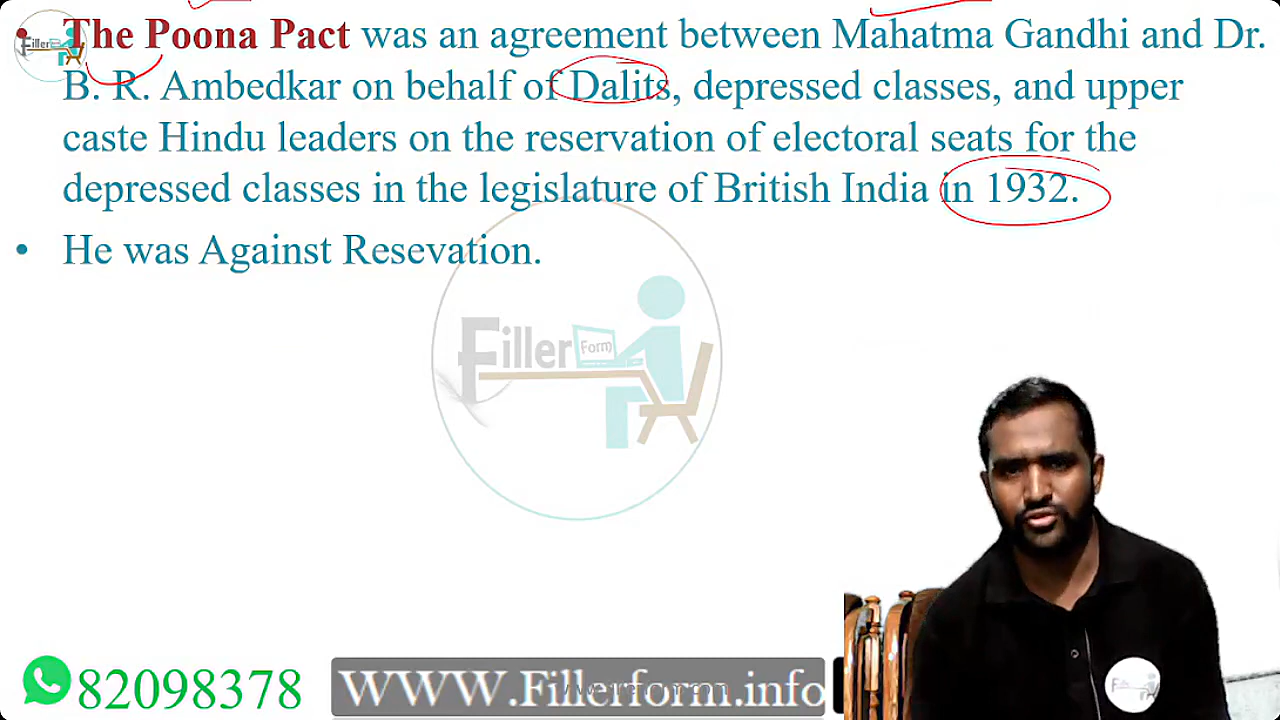 • The Poona Pact was an agreement between Mahatma Gandhi and Dr.
B. R. Ambedkar on behalf of Dalits, depressed classes, and upper
caste Hindu leaders on the reservation of electoral seats for the
depressed classes in the legislature of British India in 1932.
• He was Against Resevation.
Filler Form
82098378
WWW.Fillerform.info